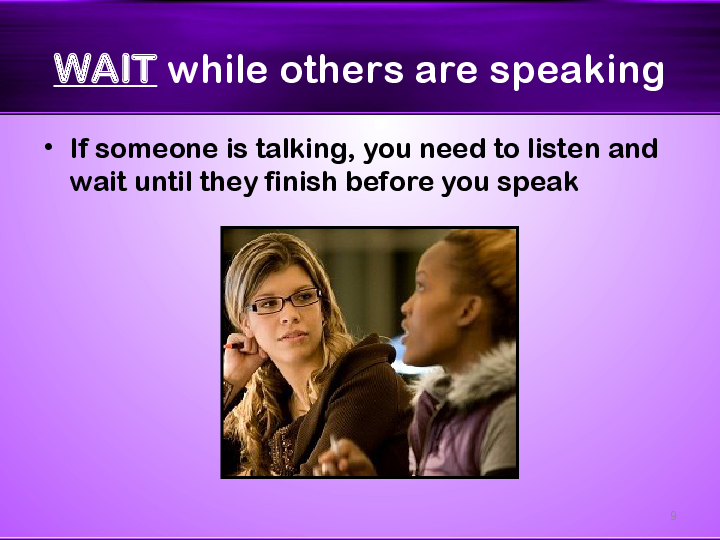 WAIT while others are speaking
• If someone is talking, you need to listen and
wait until they finish before you speak
9